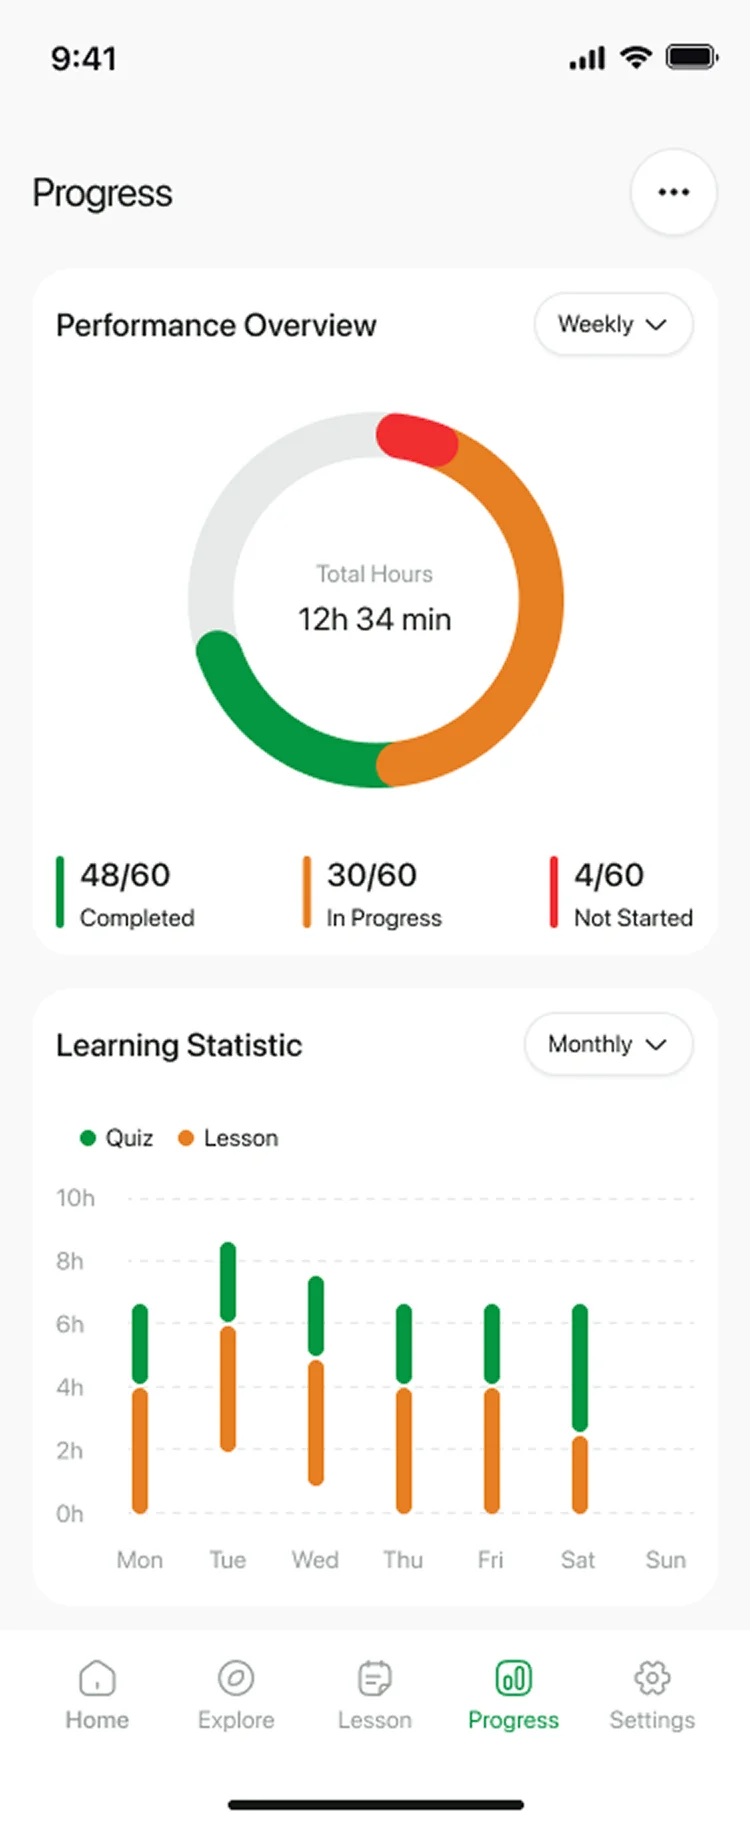 9:41
Progress
Performance Overview
Weekly
Total Hours
12h 34 min
48/60
Completed
30/60
In Progress
4/60
Not Started
Learning Statistic
Monthly
Quiz
Lesson
10h
8h
6h
4h
2h
0h
Mon Tue Wed Thu Fri Sat Sun
Home
Explore
Lesson
Progress
Settings